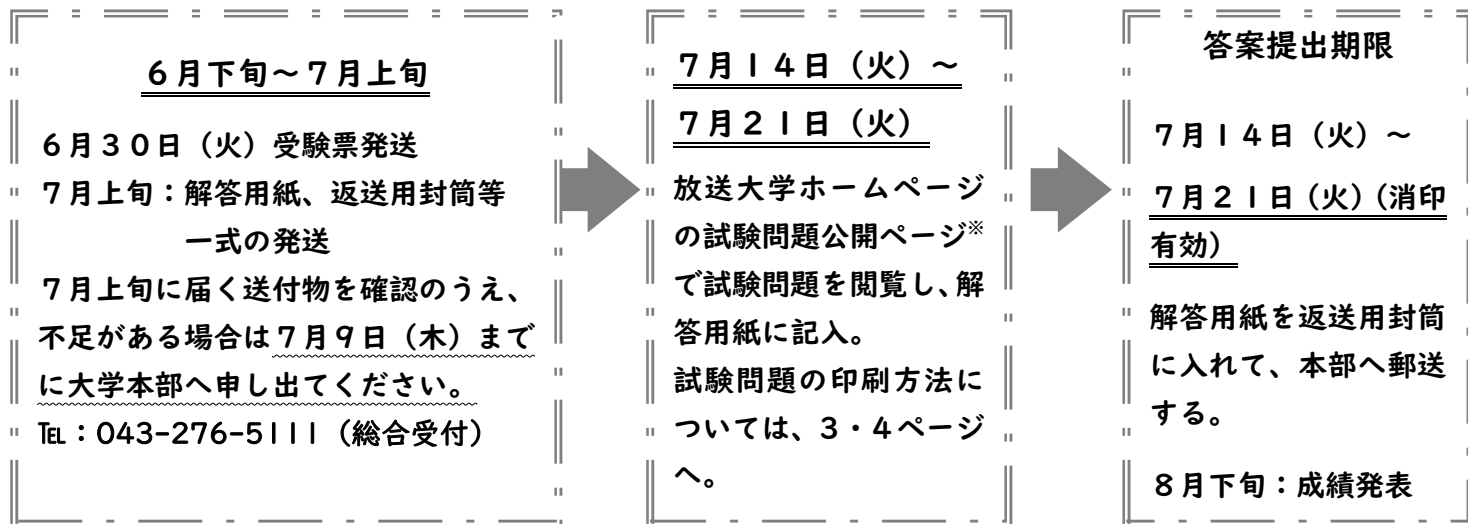 ６月下旬～７月上旬
６月３０日（火）受験票発送
７月上旬：解答用紙、返送用封筒等
一式の発送
７月上旬に届く送付物を確認のうえ、
不足がある場合は７月９日（木）まで
に大学本部へ申し出てください。
℡：043-276-5111（総合受付）
７月１４日（火）～
７月２１日（火）
放送大学ホームページ
の試験問題公開ページ※
で試験問題を閲覧し、解
答用紙に記入。
試験問題の印刷方法に
ついては、３・４ページ
へ。
答案提出期限
７月１４日（火）～
７月２１日（火）（消印
有効）
解答用紙を返送用封筒
に入れて、本部へ郵送
する。
８月下旬：成績発表